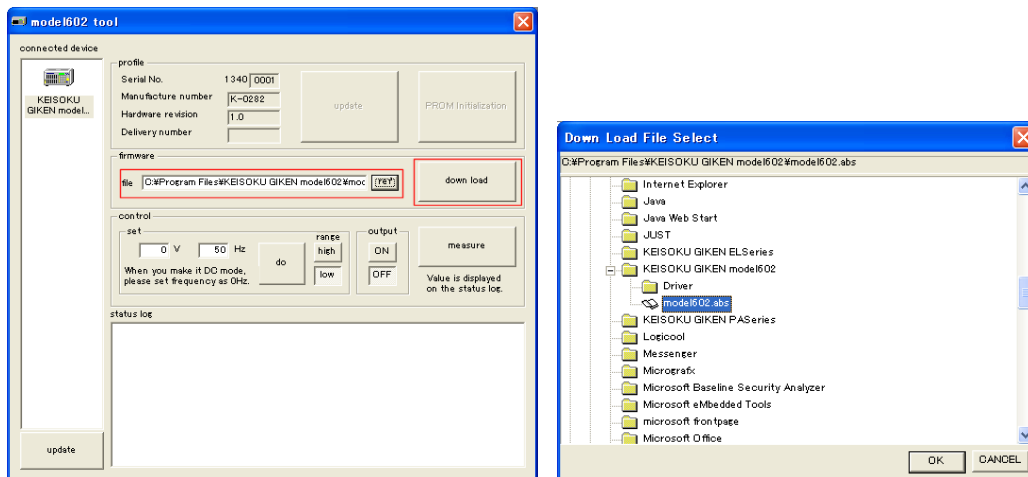 model602 tool
connected device
KEISOKU
GIKEN model...
update
profile
Serial No. 1340 0001
Manufacture number K-0282
Hardware revision 1.0
Delivery number
update
PROM Initialization
firmware
file C:¥Program Files¥KEISOKU GIKEN model602¥moc ref
down load
control
set
0 V 50 Hz
When you make it DC mode,
please set frequency as 0Hz.
do
range
high
low
output
ON
OFF
measure
Value is displayed
on the status log.
status log
Down Load File Select
C:¥Program Files¥KEISOKU GIKEN model602¥model602.abs
Internet Explorer
Java
Java Web Start
JUST
KEISOKU GIKEN ELSeries
KEISOKU GIKEN model602
Driver
model602.abs
KEISOKU GIKEN PASeries
Logicool
Messenger
Micrografx
Microsoft Baseline Security Analyzer
Microsoft eMbedded Tools
microsoft frontpage
Microsoft Office
OK
CANCEL